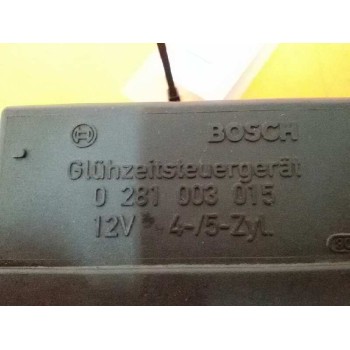 BOSCH
Glühzeitsteuergerät
0 281 003 015
12V 4-/5-Zyl.